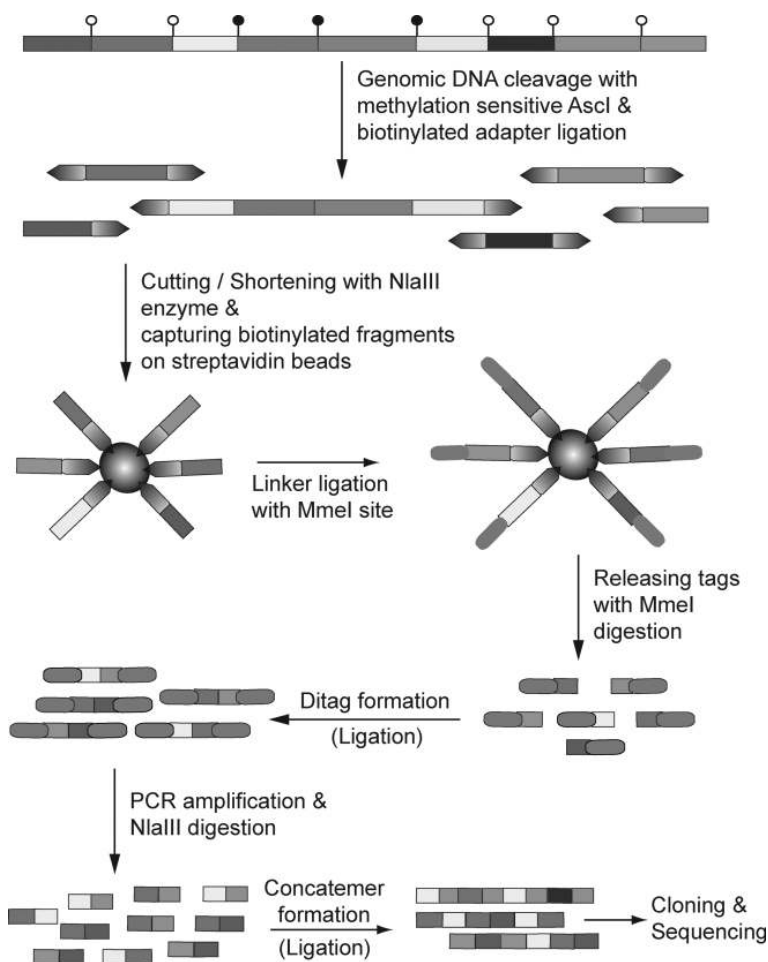 Genomic DNA cleavage with
methylation sensitive AscI &
biotinylated adapter ligation
Cutting / Shortening with NlaIII
enzyme &
capturing biotinylated fragments
on streptavidin beads
Linker ligation
with MmeI site
Releasing tags
with MmeI
digestion
Ditag formation
(Ligation)
PCR amplification &
NlaIII digestion
Concatemer
formation
(Ligation)
Cloning &
Sequencing